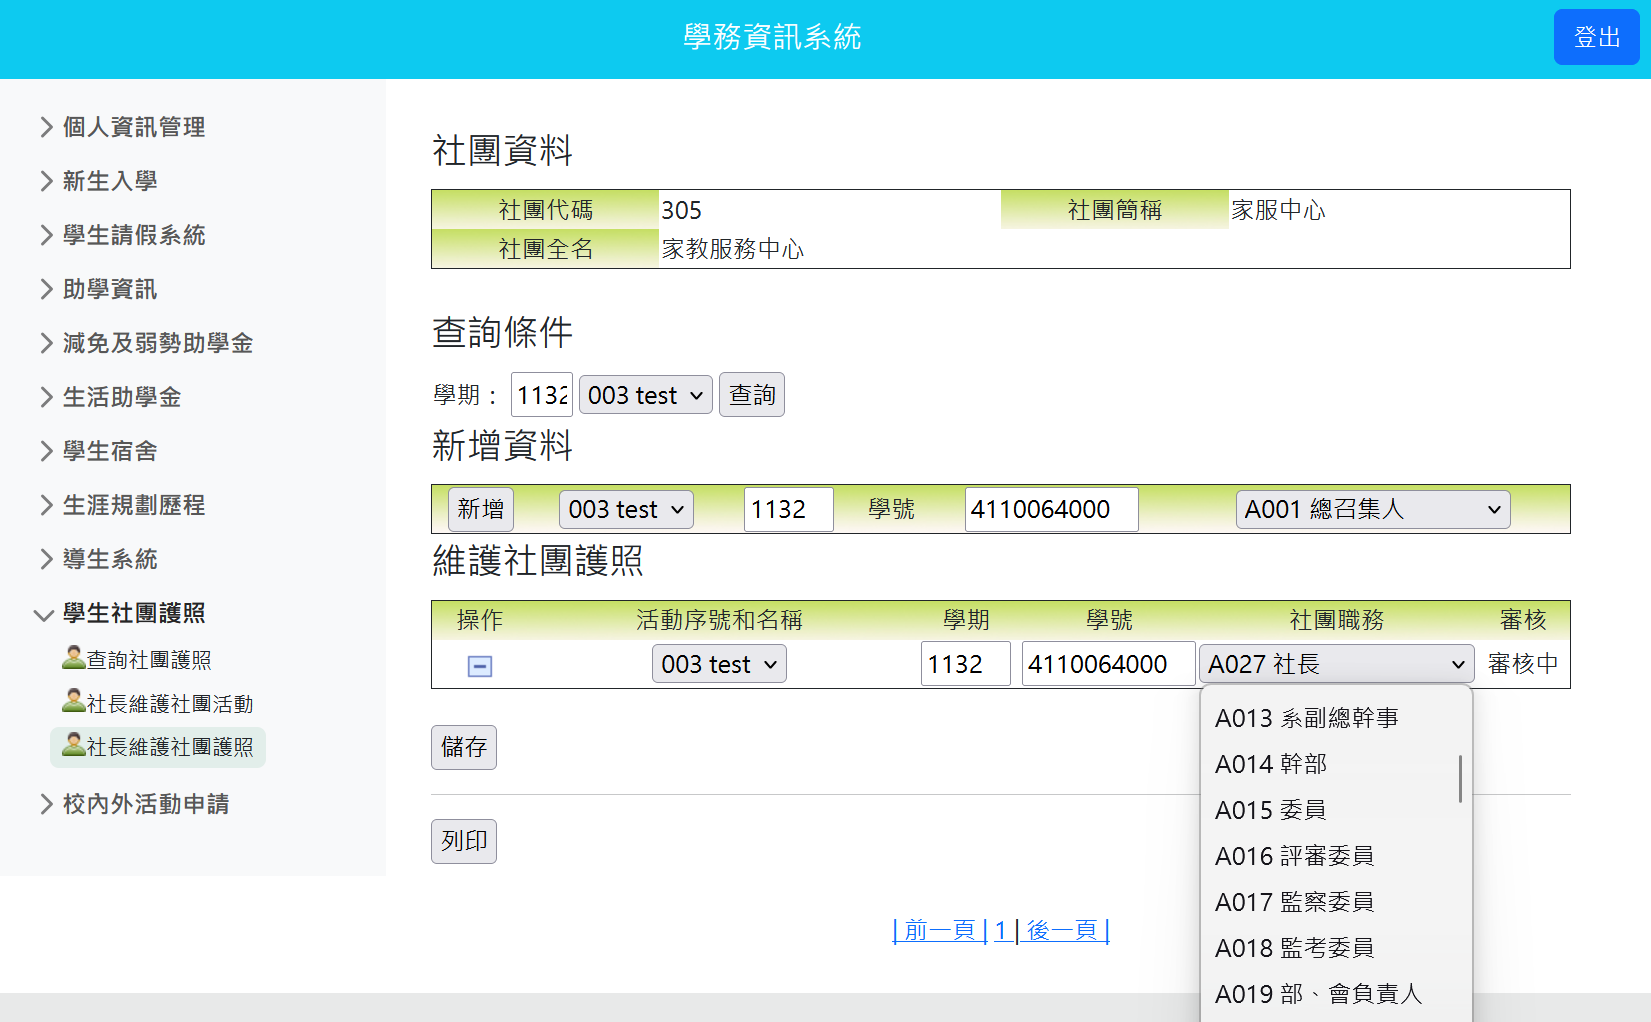 學務資訊系統
登出
個人資訊管理
新生入學
學生請假系統
助學資訊
減免及弱勢助學金
生活助學金
學生宿舍
生涯規劃歷程
導生系統
學生社團護照
查詢社團護照
社長維護社團活動
社長維護社團護照
校內外活動申請
社團資料
社團代碼 305 社團簡稱 家服中心
社團全名 家教服務中心
查詢條件
學期： 1132 003 test 查詢
新增資料
新增 003 test 1132 學號 4110064000 A001 總召集人
維護社團護照
操作 活動序號和名稱 學期 學號 社團職務 審核
003 test 1132 4110064000 A027 社長 審核中
A013 系副總幹事
A014 幹部
A015 委員
A016 評審委員
A017 監察委員
A018 監考委員
A019 部、會負責人
儲存
列印
| 前一頁 | 1 | 後一頁 |